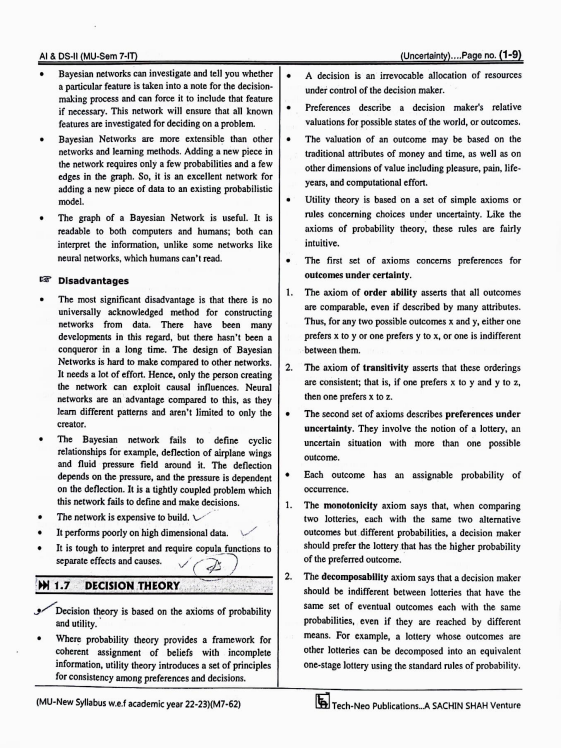 AI & DS-II (MU-Sem 7-IT)
(Uncertainty)....Page no. (1-9)
• Bayesian networks can investigate and tell you whether
a particular feature is taken into a note for the decision-
making process and can force it to include that feature
if necessary. This network will ensure that all known
features are investigated for deciding on a problem.
• Bayesian Networks are more extensible than other
networks and learning methods. Adding a new piece in
the network requires only a few probabilities and a few
edges in the graph. So, it is an excellent network for
adding a new piece of data to an existing probabilistic
model.
• The graph of a Bayesian Network is useful. It is
readable to both computers and humans; both can
interpret the information, unlike some networks like
neural networks, which humans can't read.
☞ Disadvantages
• The most significant disadvantage is that there is no
universally acknowledged method for constructing
networks from data. There have been many
developments in this regard, but there hasn't been a
conqueror in a long time. The design of Bayesian
Networks is hard to make compared to other networks.
It needs a lot of effort. Hence, only the person creating
the network can exploit causal influences. Neural
networks are an advantage compared to this, as they
learn different patterns and aren't limited to only the
creator.
• The Bayesian network fails to define cyclic
relationships for example, deflection of airplane wings
and fluid pressure field around it. The deflection
depends on the pressure, and the pressure is dependent
on the deflection. It is a tightly coupled problem which
this network fails to define and make decisions.
• The network is expensive to build.
• It performs poorly on high dimensional data.
• It is tough to interpret and require copula functions to
separate effects and causes.
1.7 DECISION THEORY
• Decision theory is based on the axioms of probability
and utility.
• Where probability theory provides a framework for
coherent assignment of beliefs with incomplete
information, utility theory introduces a set of principles
for consistency among preferences and decisions.
• A decision is an irrevocable allocation of resources
under control of the decision maker.
• Preferences describe a decision maker's relative
valuations for possible states of the world, or outcomes.
• The valuation of an outcome may be based on the
traditional attributes of money and time, as well as on
other dimensions of value including pleasure, pain, life-
years, and computational effort.
• Utility theory is based on a set of simple axioms or
rules concerning choices under uncertainty. Like the
axioms of probability theory, these rules are fairly
intuitive.
• The first set of axioms concerns preferences for
outcomes under certainty.
1. The axiom of order ability asserts that all outcomes
are comparable, even if described by many attributes.
Thus, for any two possible outcomes x and y, either one
prefers x to y or one prefers y to x, or one is indifferent
between them.
2. The axiom of transitivity asserts that these orderings
are consistent; that is, if one prefers x to y and y to z,
then one prefers x to z.
• The second set of axioms describes preferences under
uncertainty. They involve the notion of a lottery, an
uncertain situation with more than one possible
outcome.
• Each outcome has an assignable probability of
occurrence.
1. The monotonicity axiom says that, when comparing
two lotteries, each with the same two alternative
outcomes but different probabilities, a decision maker
should prefer the lottery that has the higher probability
of the preferred outcome.
2. The decomposability axiom says that a decision maker
should be indifferent between lotteries that have the
same set of eventual outcomes each with the same
probabilities, even if they are reached by different
means. For example, a lottery whose outcomes are
other lotteries can be decomposed into an equivalent
one-stage lottery using the standard rules of probability.
(MU-New Syllabus w.e.f academic year 22-23)(M7-62)
Tech-Neo Publications...A SACHIN SHAH Venture